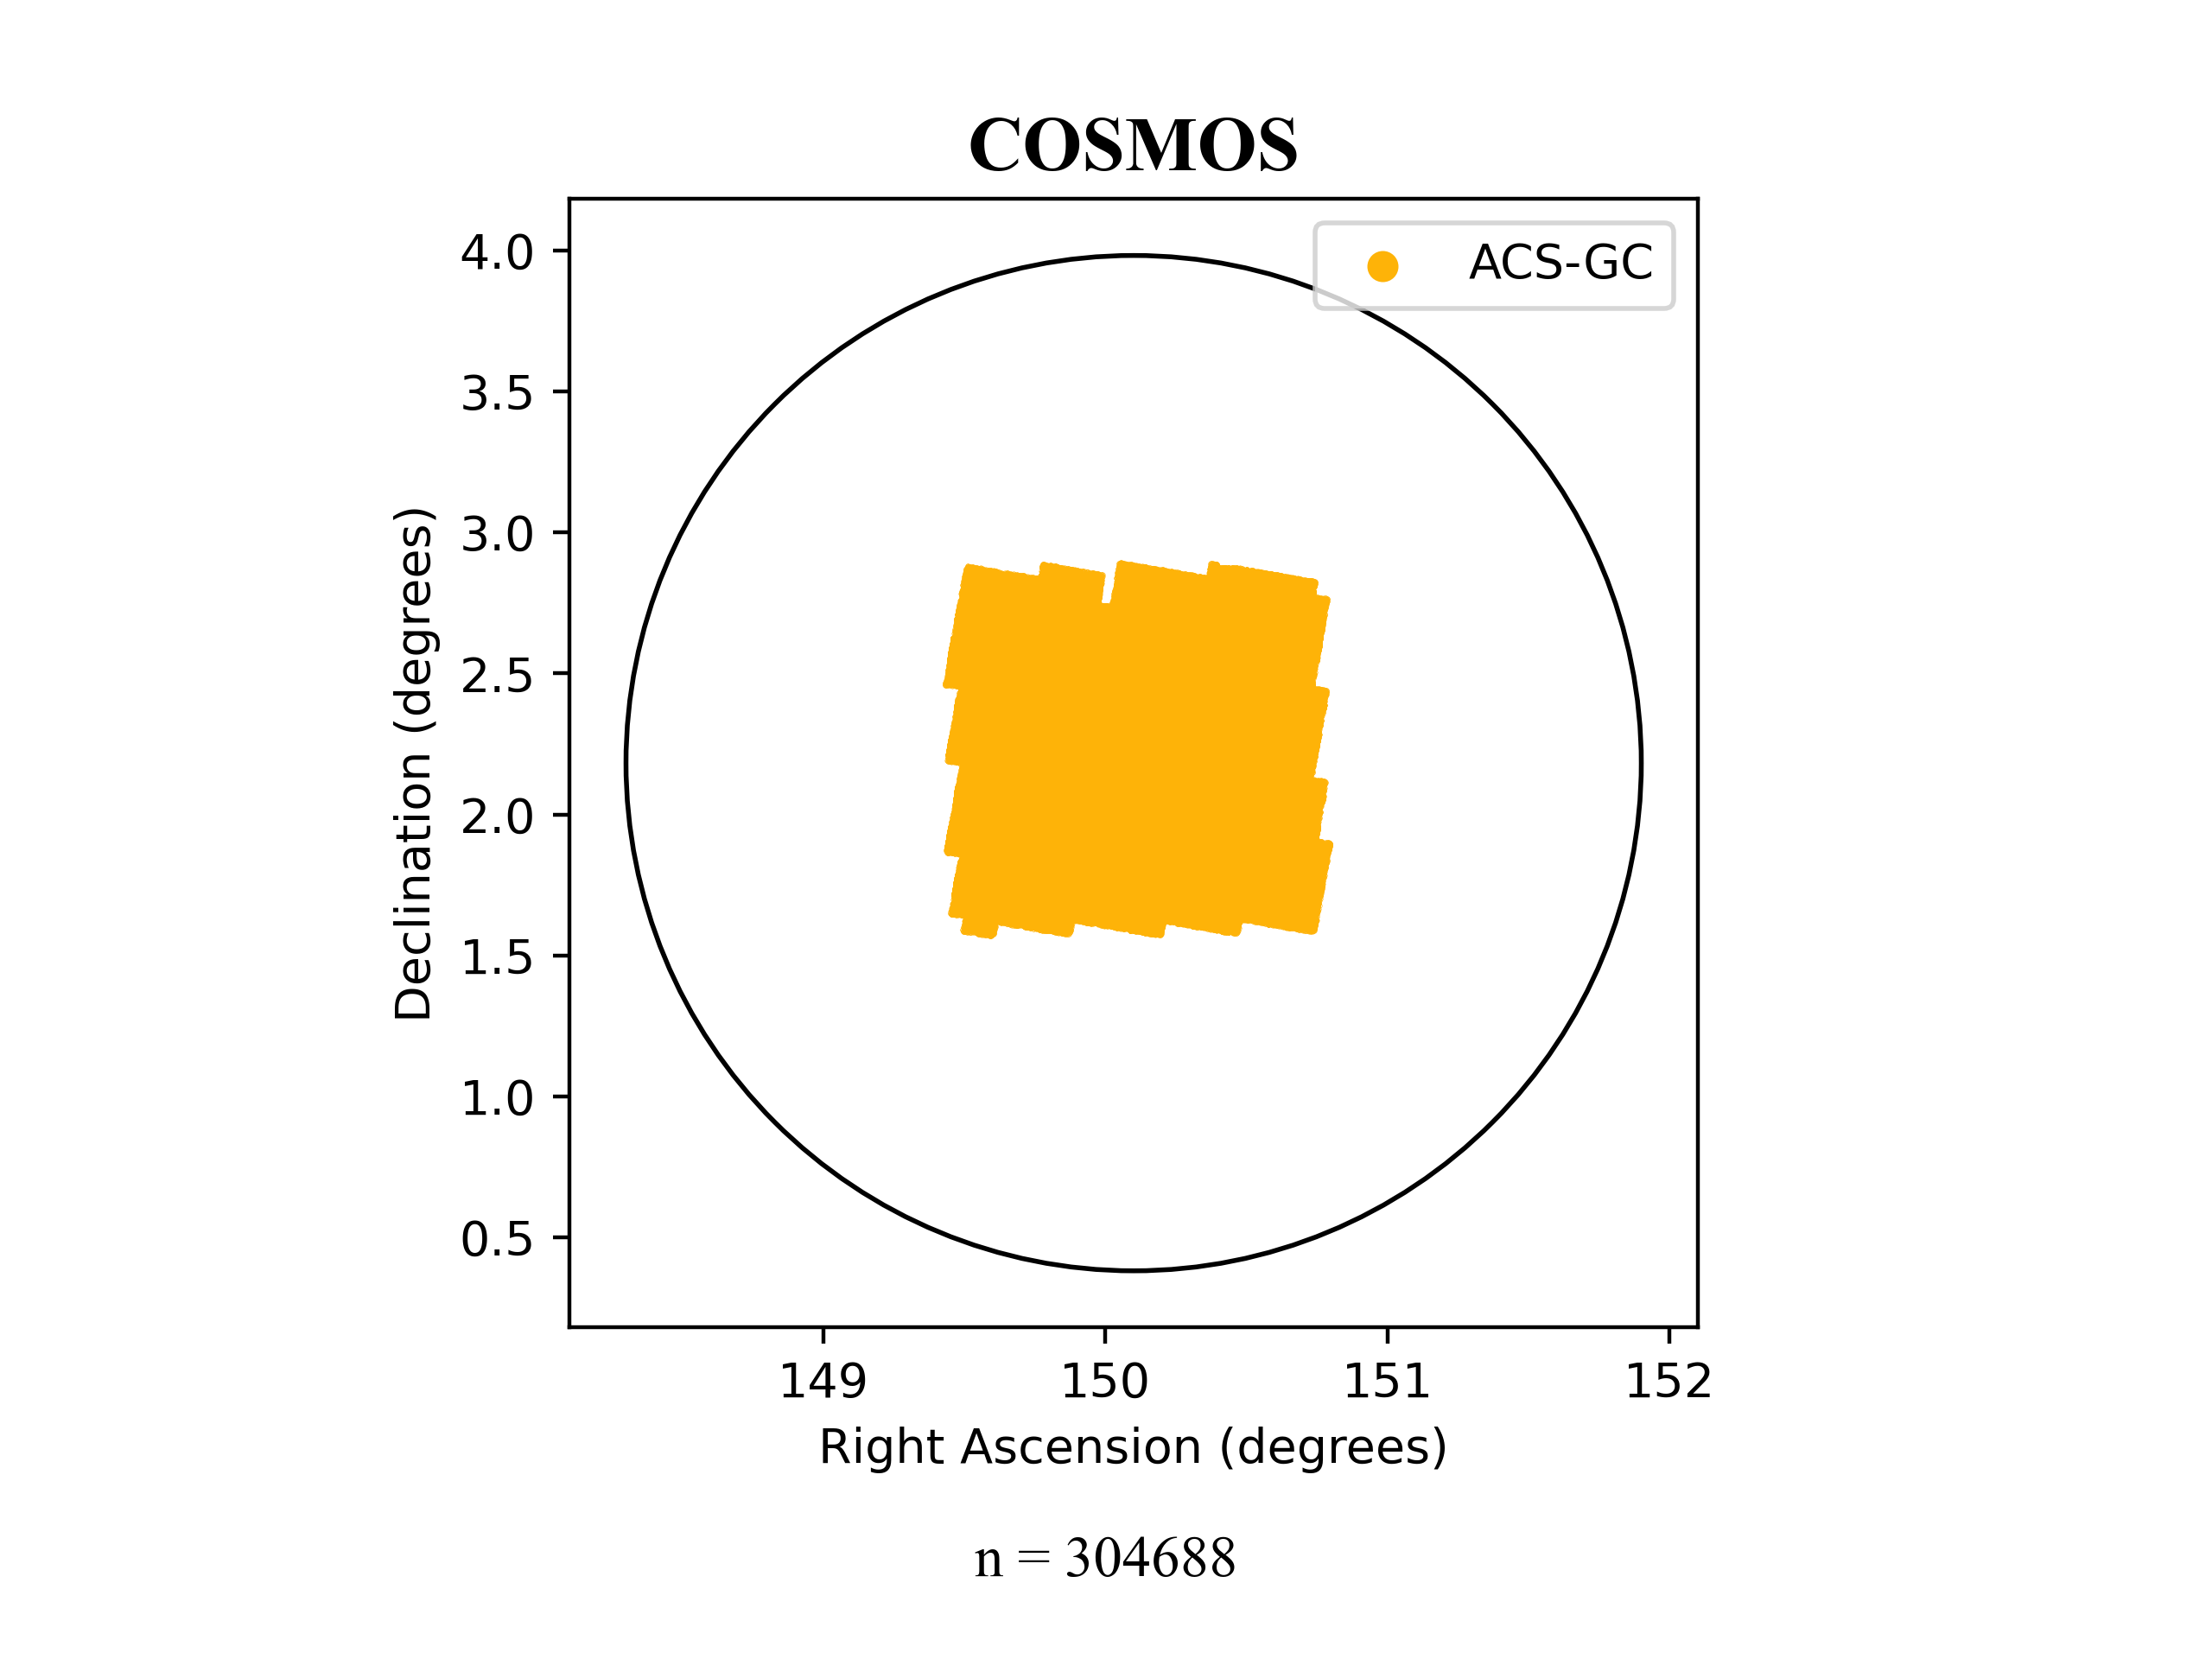 COSMOS
ACS-GC
4.0
3.5
3.0
2.5
2.0
1.5
1.0
0.5
Declination (degrees)
149 150 151 152
Right Ascension (degrees)
n = 304688